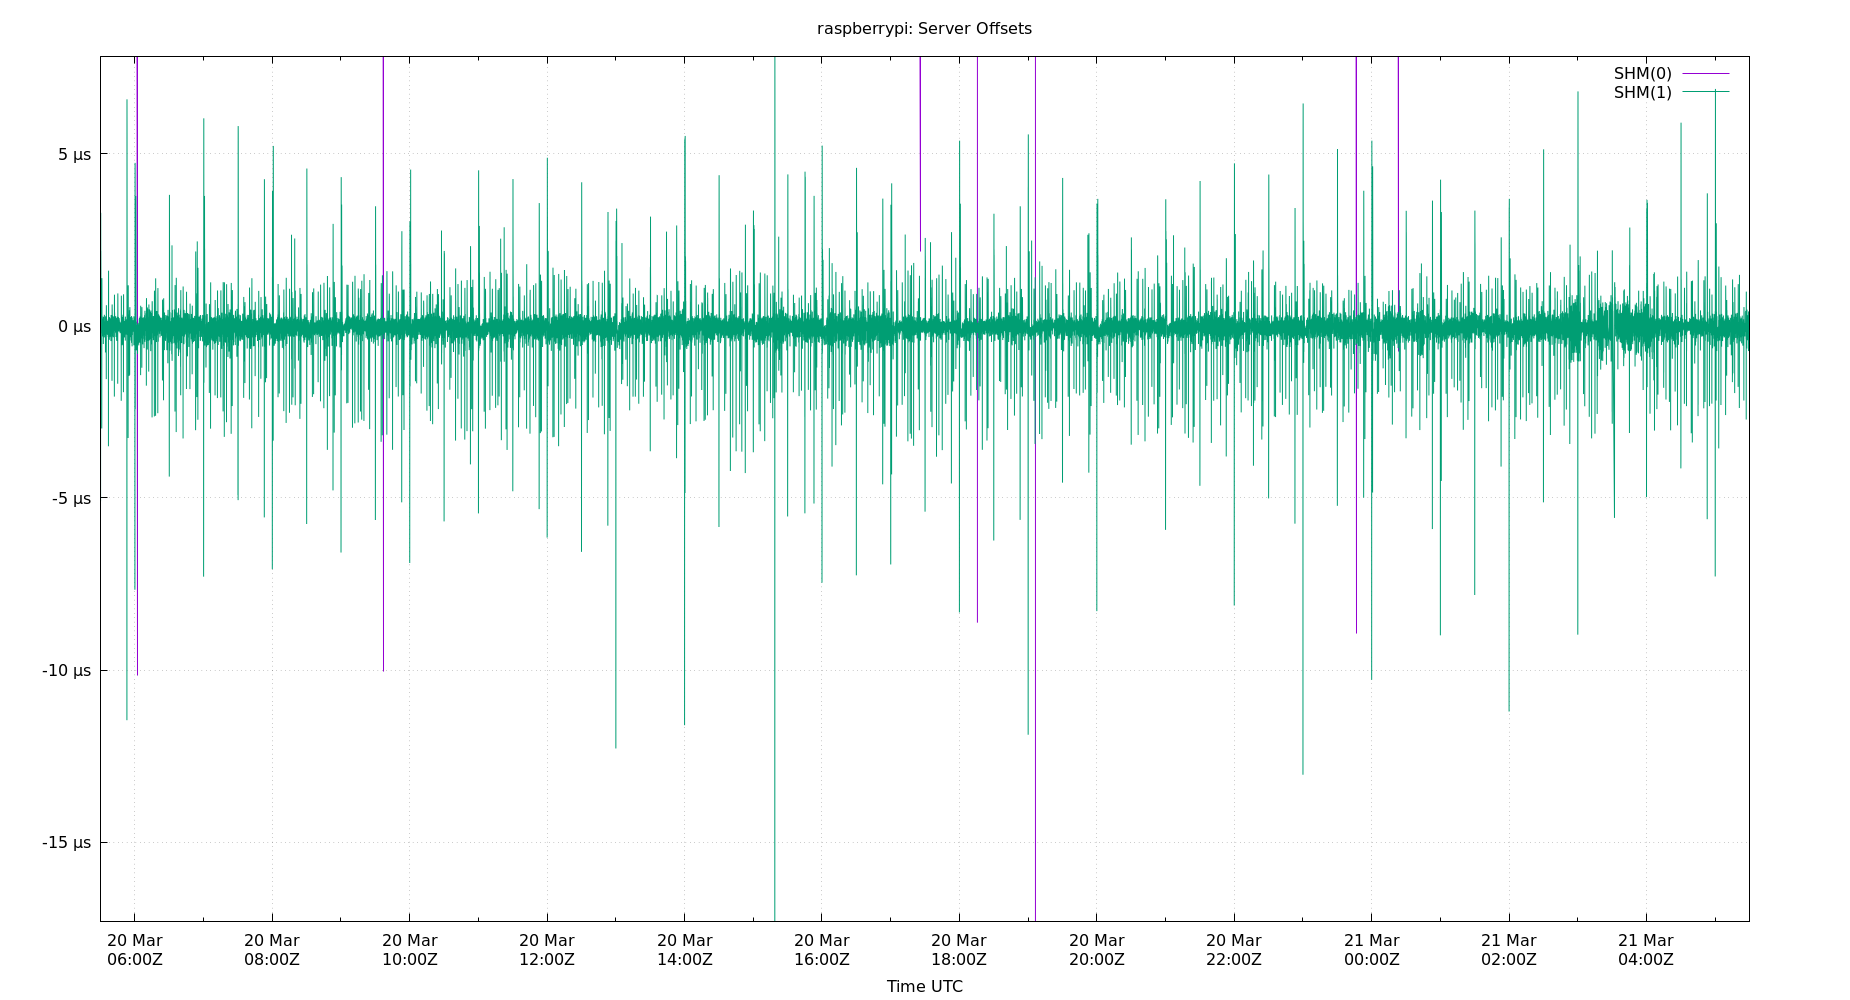 raspberrypi: Server Offsets
SHM(0)
SHM(1)
5 µs
0 µs
-5 µs
-10 µs
-15 µs
20 Mar 20 Mar 20 Mar 20 Mar 20 Mar 20 Mar 20 Mar 20 Mar 20 Mar 21 Mar 21 Mar 21 Mar
06:00Z 08:00Z 10:00Z 12:00Z 14:00Z 16:00Z 18:00Z 20:00Z 22:00Z 00:00Z 02:00Z 04:00Z
Time UTC